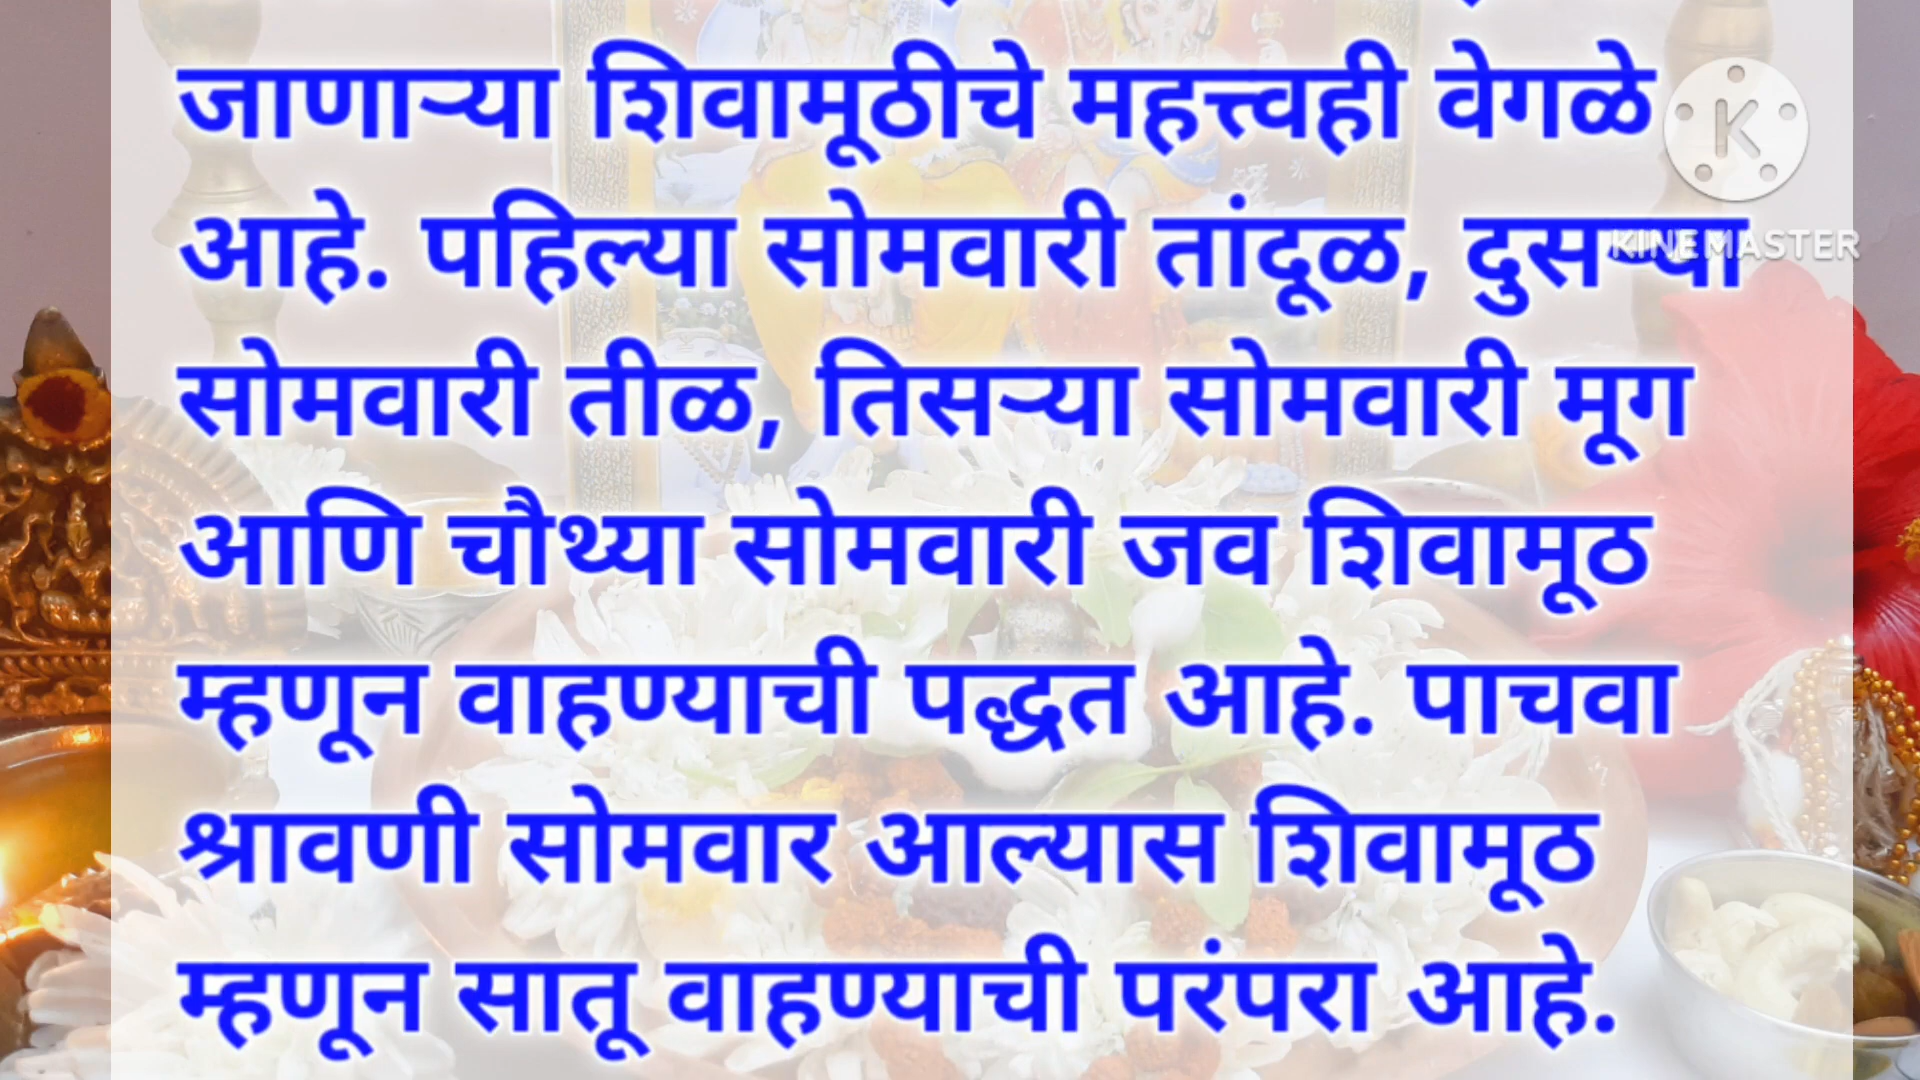 जाणाऱ्या शिवामूठीचे महत्त्वही वेगळे
आहे. पहिल्या सोमवारी तांदूळ, दुसऱ्या
सोमवारी तीळ, तिसऱ्या सोमवारी मूग
आणि चौथ्या सोमवारी जव शिवामूठ
म्हणून वाहण्याची पद्धत आहे. पाचवा
श्रावणी सोमवार आल्यास शिवामूठ
म्हणून सातू वाहण्याची परंपरा आहे.
K
KINEMASTER